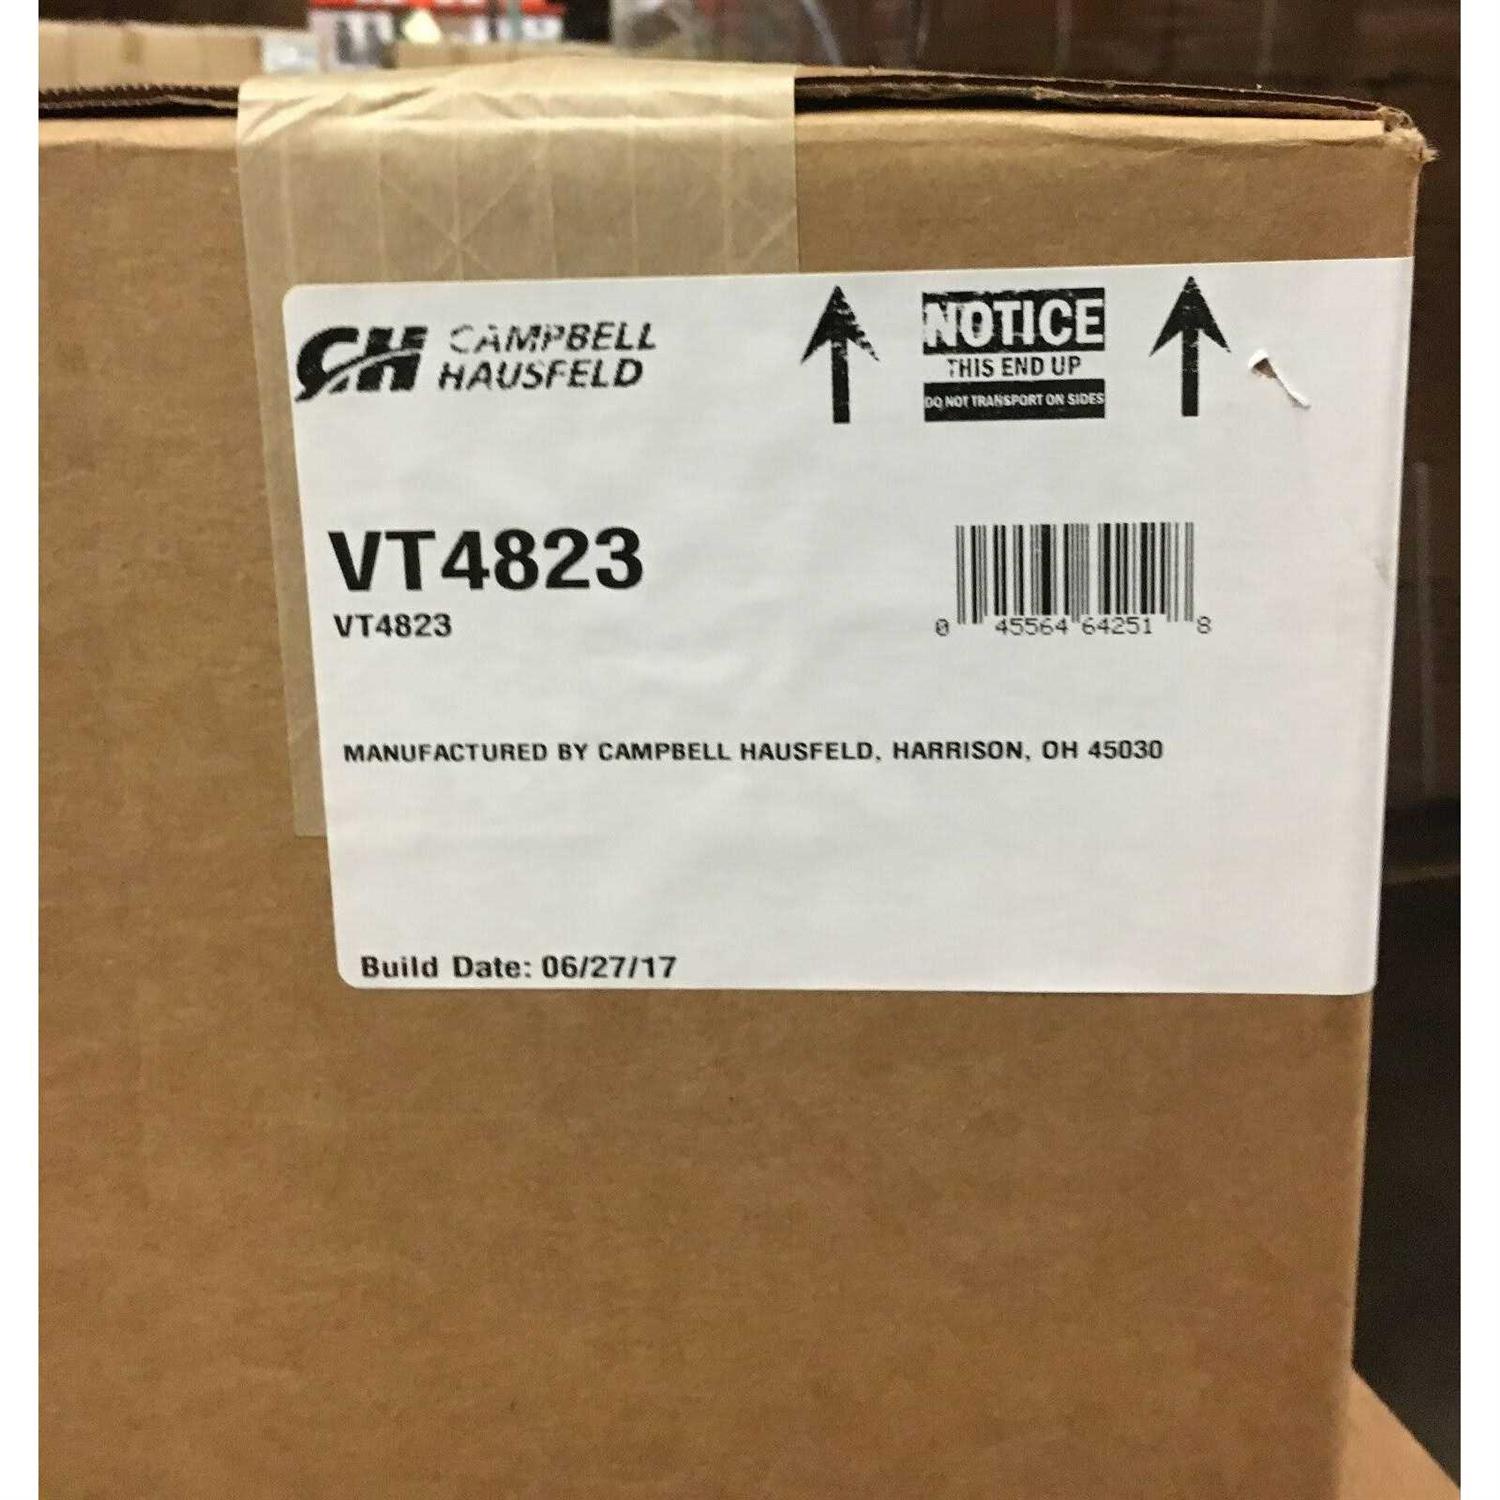 CH CAMPBELL
HAUSFELD
NOTICE
THIS END UP
DO NOT TRANSPORT ON SIDES
VT4823
VT4823
0 45564 64251 8
MANUFACTURED BY CAMPBELL HAUSFELD, HARRISON, OH 45030
Build Date: 06/27/17